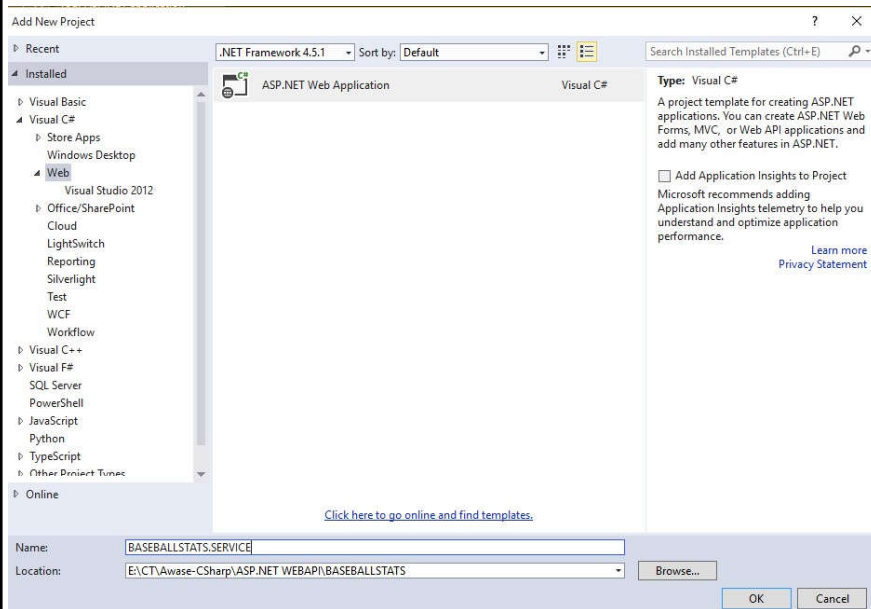 Add New Project
?
Recent
.NET Framework 4.5.1
Sort by: Default
Search Installed Templates (Ctrl+E)
Installed
Visual Basic
Visual C#
Store Apps
Windows Desktop
Web
Visual Studio 2012
Office/SharePoint
Cloud
LightSwitch
Reporting
Silverlight
Test
WCF
Workflow
Visual C++
Visual F#
SQL Server
PowerShell
JavaScript
Python
TypeScript
Other Project Types
Online
C#
ASP.NET Web Application Visual C#
Click here to go online and find templates.
Type: Visual C#
A project template for creating ASP.NET
applications. You can create ASP.NET Web
Forms, MVC, or Web API applications and
add many other features in ASP.NET.
Add Application Insights to Project
Microsoft recommends adding
Application Insights telemetry to help you
understand and optimize application
performance.
Learn more
Privacy Statement
Name: BASEBALLSTATS.SERVICE
Location: E:\CT\Awase-CSharp\ASP.NET WEBAPI\BASEBALLSTATS
Browse...
OK Cancel